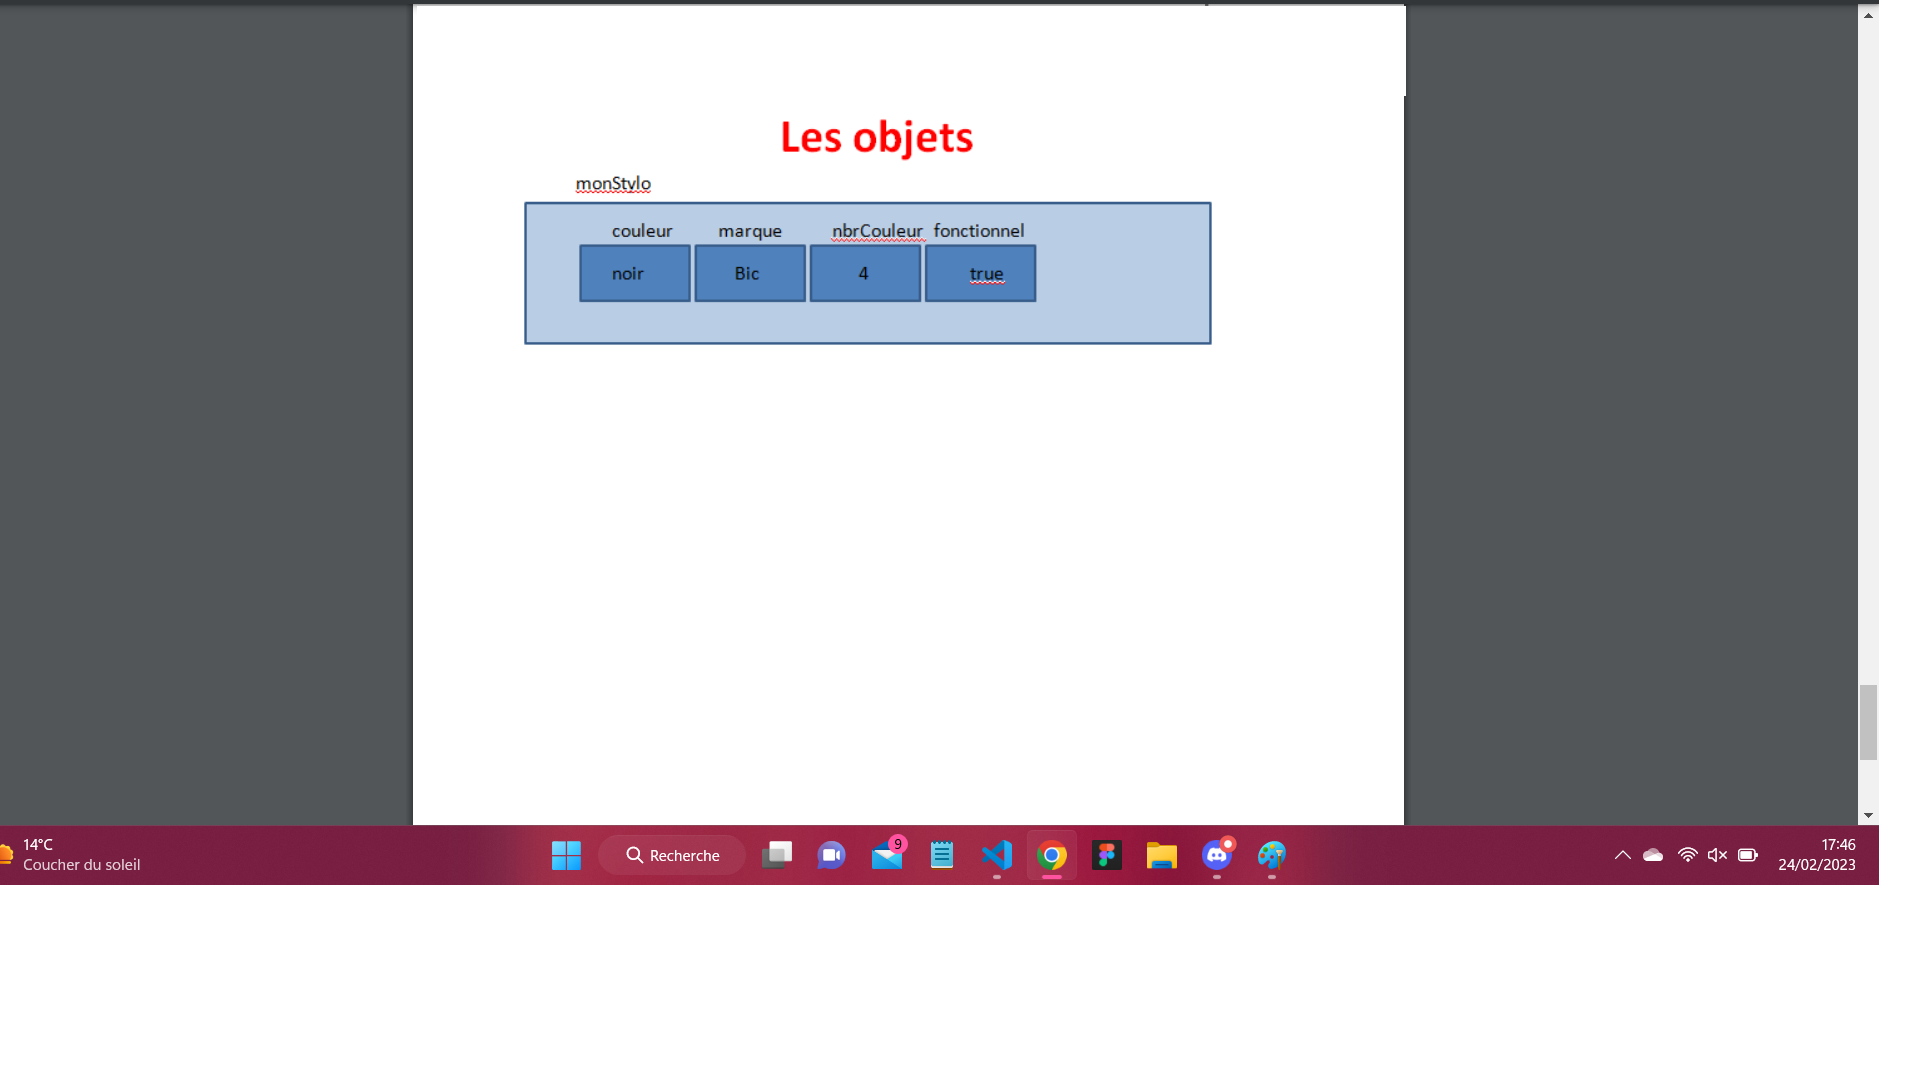 Les objets
monStylo
couleur marque nbrCouleur fonctionnel
noir Bic 4 true
14°C
Coucher du soleil
Recherche
9
17:46
24/02/2023